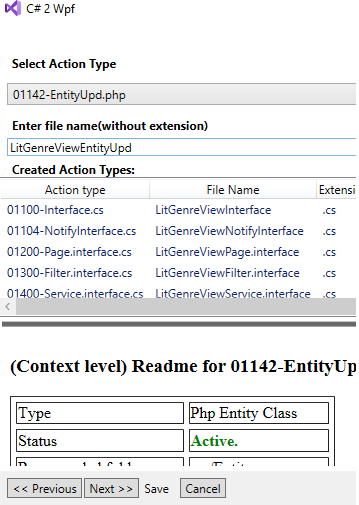 C# 2 Wpf
Select Action Type
01142-EntityUpd.php
Enter file name(without extension)
LitGenreViewEntityUpd
Created Action Types:
Action type File Name Extensi
01100-Interface.cs LitGenreViewInterface .cs
01104-NotifyInterface.cs LitGenreViewNotifyInterface .cs
01200-Page.interface.cs LitGenreViewPage.interface .cs
01300-Filter.interface.cs LitGenreViewFilter.interface .cs
01400-Service.interface.cs LitGenreViewService.interface .cs
(Context level) Readme for 01142-EntityUp
Type Php Entity Class
Status Active.
<< Previous Next >> Save Cancel